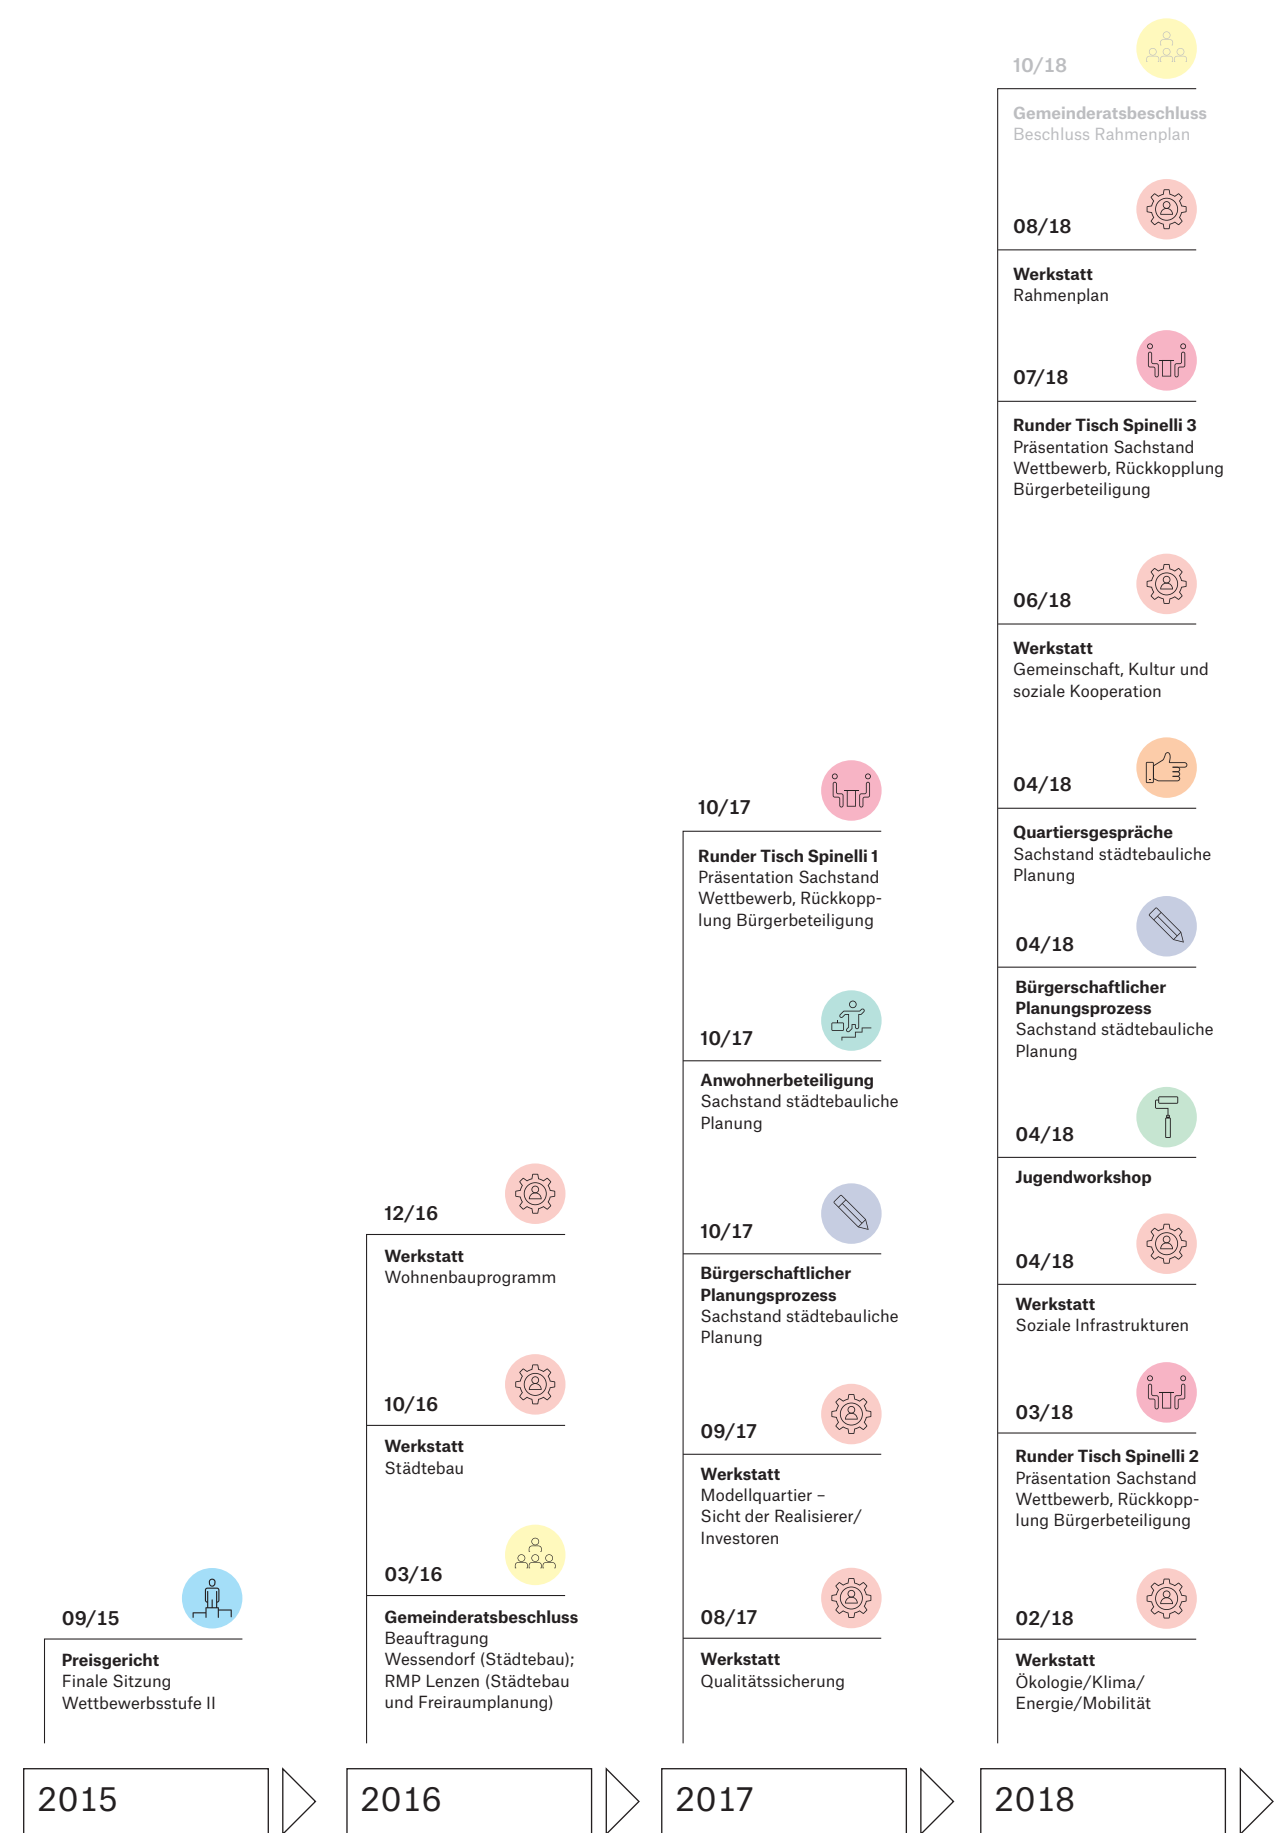 09/15
Preisgericht
Finale Sitzung
Wettbewerbsstufe II
2015
12/16
Werkstatt
Wohnenbauprogramm
10/16
Werkstatt
Städtebau
03/16
Gemeinderatsbeschluss
Beauftragung
Wessendorf (Städtebau);
RMP Lenzen (Städtebau
und Freiraumplanung)
2016
10/17
Runder Tisch Spinelli 1
Präsentation Sachstand
Wettbewerb, Rückkopp-
lung Bürgerbeteiligung
10/17
Anwohnerbeteiligung
Sachstand städtebauliche
Planung
10/17
Bürgerschaftlicher
Planungsprozess
Sachstand städtebauliche
Planung
09/17
Werkstatt
Modellquartier –
Sicht der Realisierer/
Investoren
08/17
Werkstatt
Qualitätssicherung
2017
10/18
Gemeinderatsbeschluss
Beschluss Rahmenplan
08/18
Werkstatt
Rahmenplan
07/18
Runder Tisch Spinelli 3
Präsentation Sachstand
Wettbewerb, Rückkopplung
Bürgerbeteiligung
06/18
Werkstatt
Gemeinschaft, Kultur und
soziale Kooperation
04/18
Quartiersgespräche
Sachstand städtebauliche
Planung
04/18
Bürgerschaftlicher
Planungsprozess
Sachstand städtebauliche
Planung
04/18
Jugendworkshop
04/18
Werkstatt
Soziale Infrastrukturen
03/18
Runder Tisch Spinelli 2
Präsentation Sachstand
Wettbewerb, Rückkopp-
lung Bürgerbeteiligung
02/18
Werkstatt
Ökologie/Klima/
Energie/Mobilität
2018